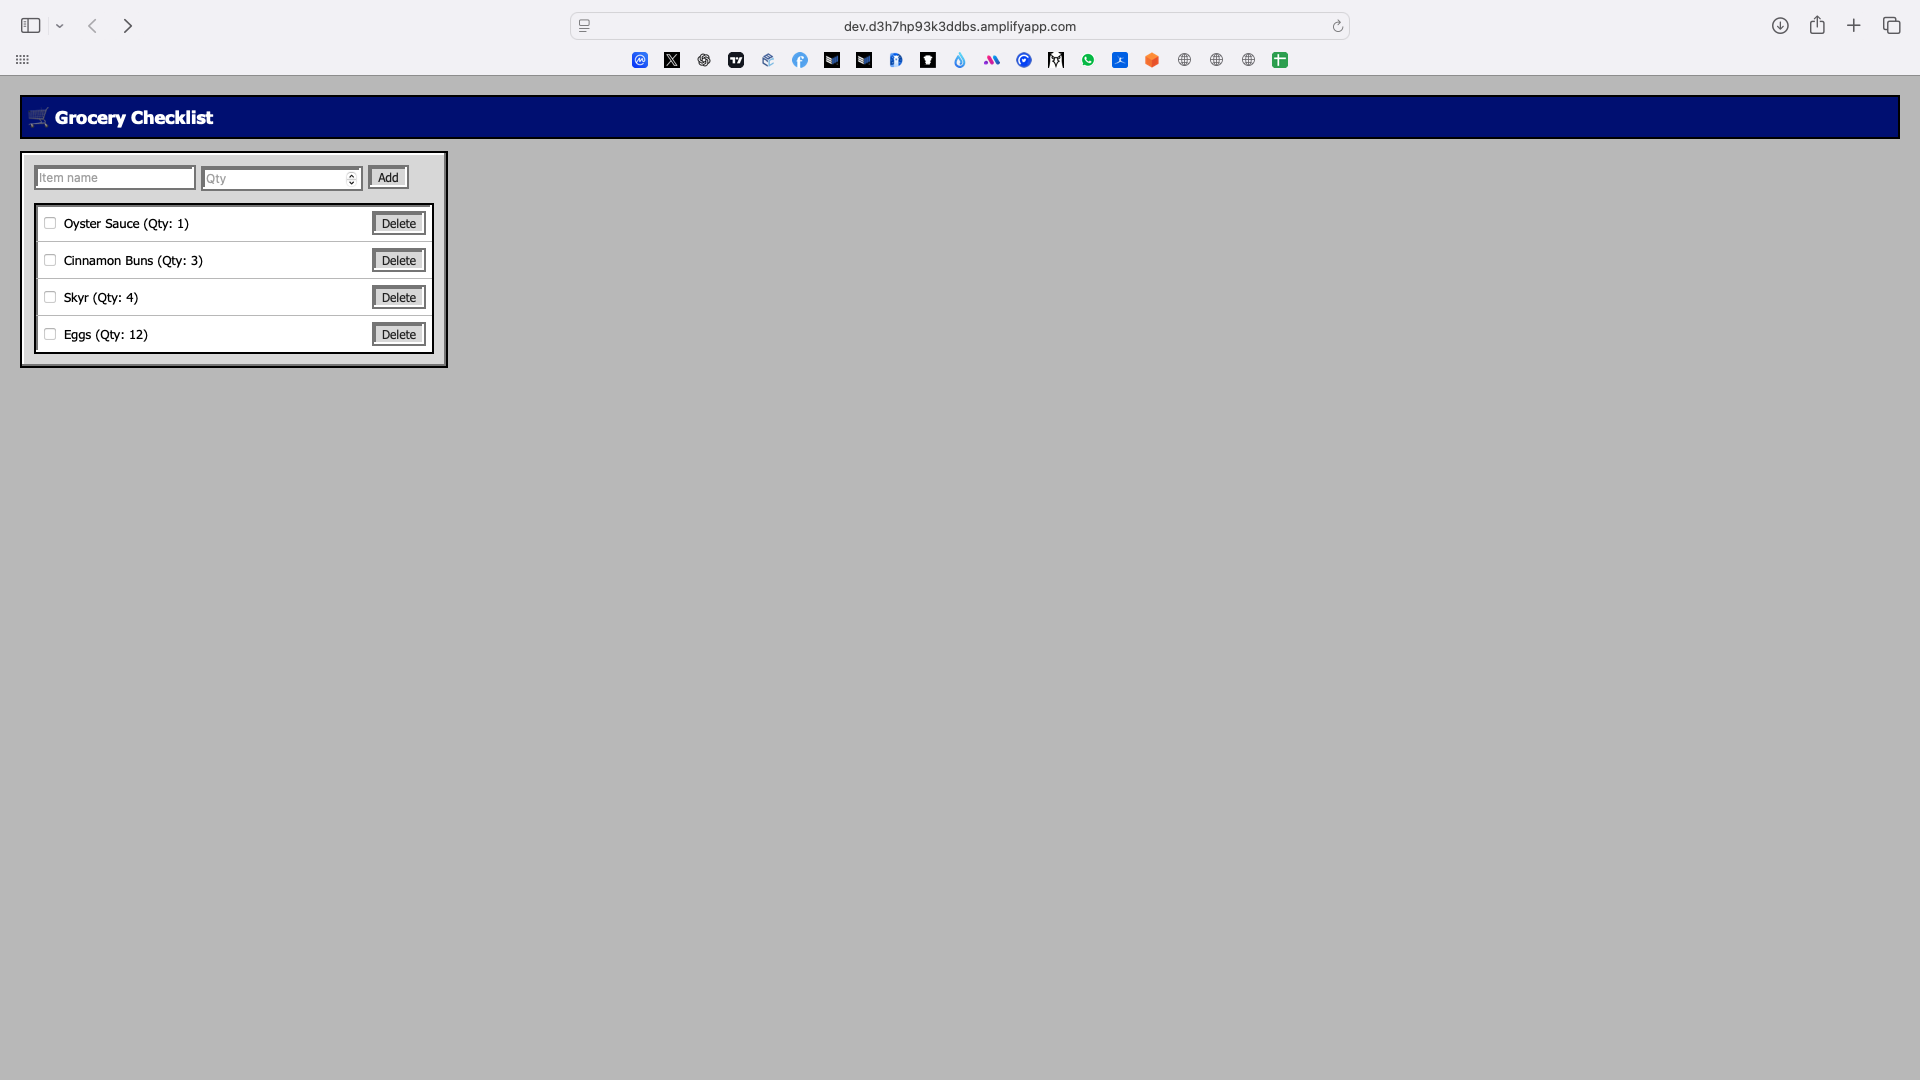 dev.d3h7hp93k3ddbs.amplifyapp.com
🛒 Grocery Checklist
Item name Qty Add
Oyster Sauce (Qty: 1) Delete
Cinnamon Buns (Qty: 3) Delete
Skyr (Qty: 4) Delete
Eggs (Qty: 12) Delete